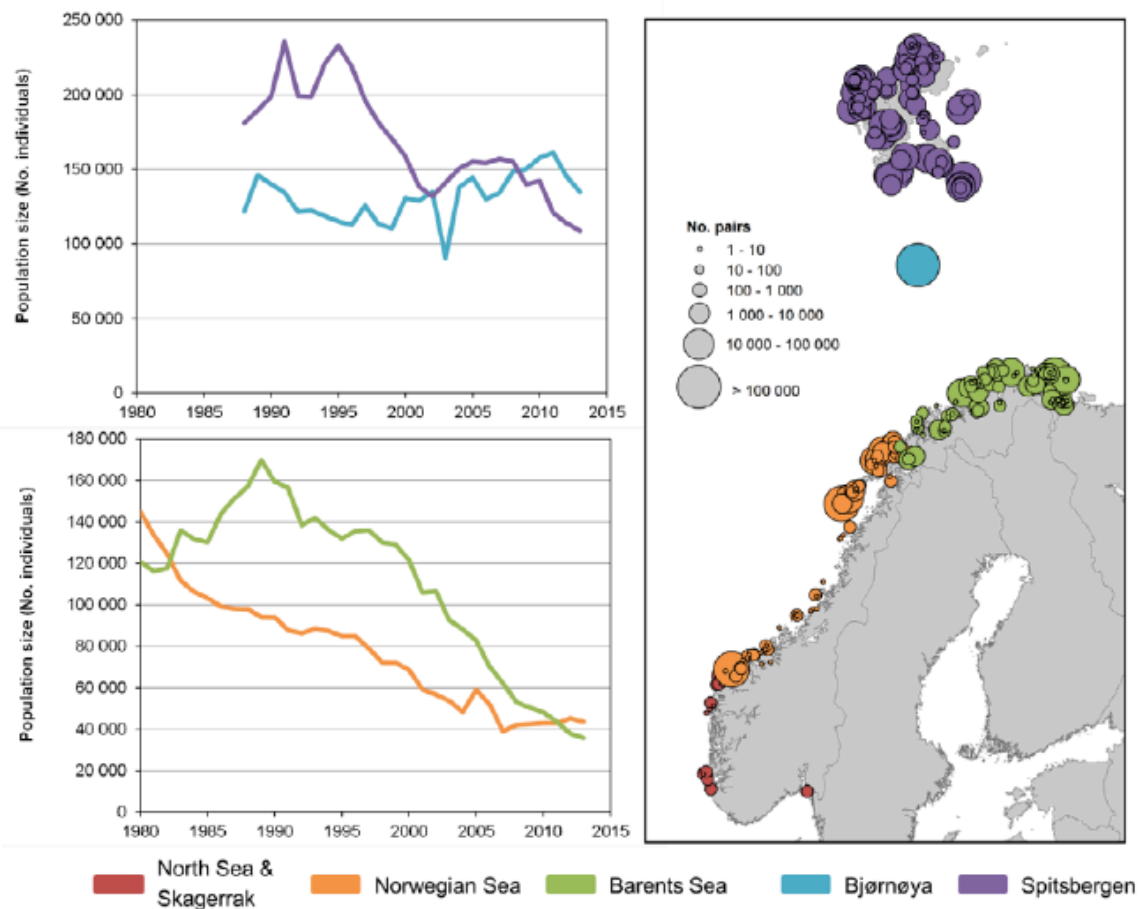 250 000
200 000
150 000
100 000
50 000
0
Population size (No. individuals)
1980 1985 1990 1995 2000 2005 2010 2015
180 000
160 000
140 000
120 000
100 000
80 000
60 000
40 000
20 000
0
Population size (No. individuals)
1980 1985 1990 1995 2000 2005 2010 2015
No. pairs
1 - 10
10 - 100
100 - 1 000
1 000 - 10 000
10 000 - 100 000
> 100 000
North Sea &
Skagerrak
Norwegian Sea
Barents Sea
Bjørnøya
Spitsbergen